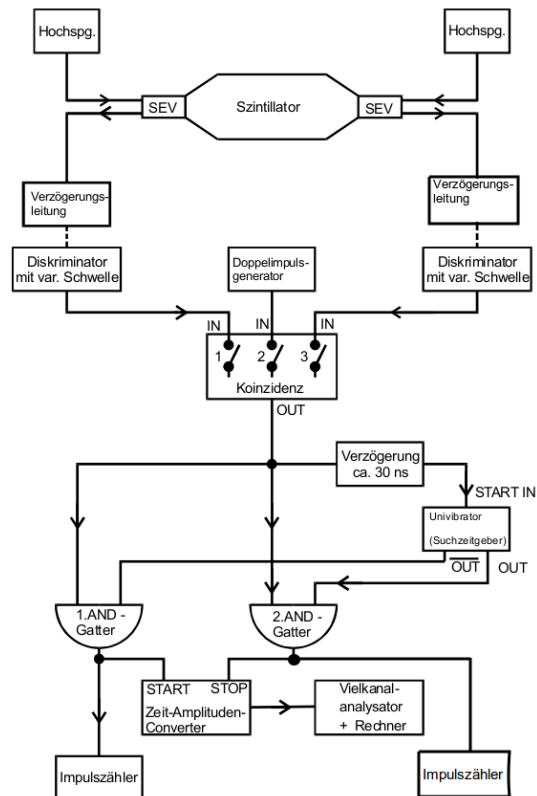 Hochspg.
Hochspg.
SEV
Szintillator
SEV
Verzögerungs-
leitung
Verzögerungs-
leitung
Diskriminator
mit var. Schwelle
Doppelimpuls-
generator
Diskriminator
mit var. Schwelle
IN
IN
IN
1
2
3
Koinzidenz
OUT
Verzögerung
ca. 30 ns
START IN
Univibrator
(Suchzeitgeber)
OUT
OUT
1.AND -
Gatter
2.AND -
Gatter
START
STOP
Zeit-Amplituden-
Converter
Vielkanal-
analysator
+ Rechner
Impulszähler
Impulszähler